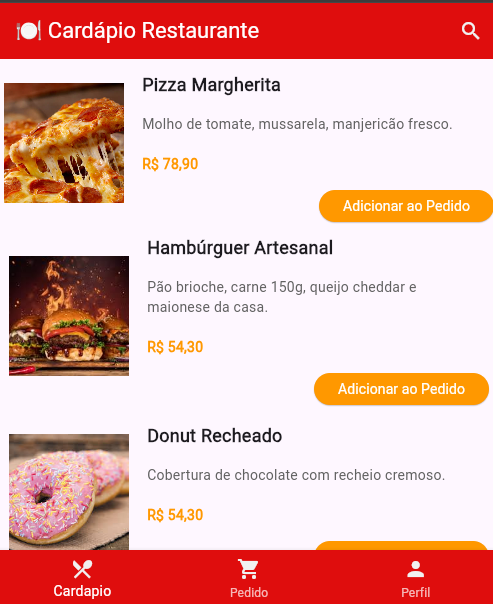 🍽️ Cardápio Restaurante
Pizza Margherita
Molho de tomate, mussarela, manjericão fresco.
R$ 78,90
Adicionar ao Pedido
Hambúrguer Artesanal
Pão brioche, carne 150g, queijo cheddar e
maionese da casa.
R$ 54,30
Adicionar ao Pedido
Donut Recheado
Cobertura de chocolate com recheio cremoso.
R$ 54,30
Cardapio
Pedido
Perfil